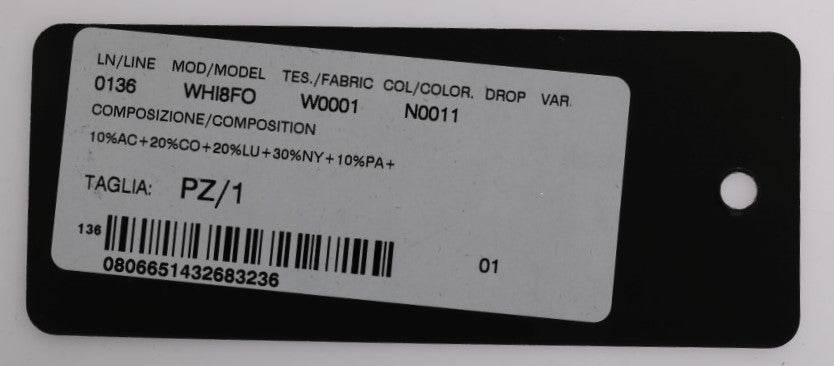 LN/LINE MOD/MODEL TES./FABRIC COL/COLOR. DROP VAR.
0136 WHI8FO W0001 N0011
COMPOSIZIONE/COMPOSITION
10%AC+20%CO+20%LU+30%NY+10%PA+
TAGLIA: PZ/1
136
0806651432683236
01